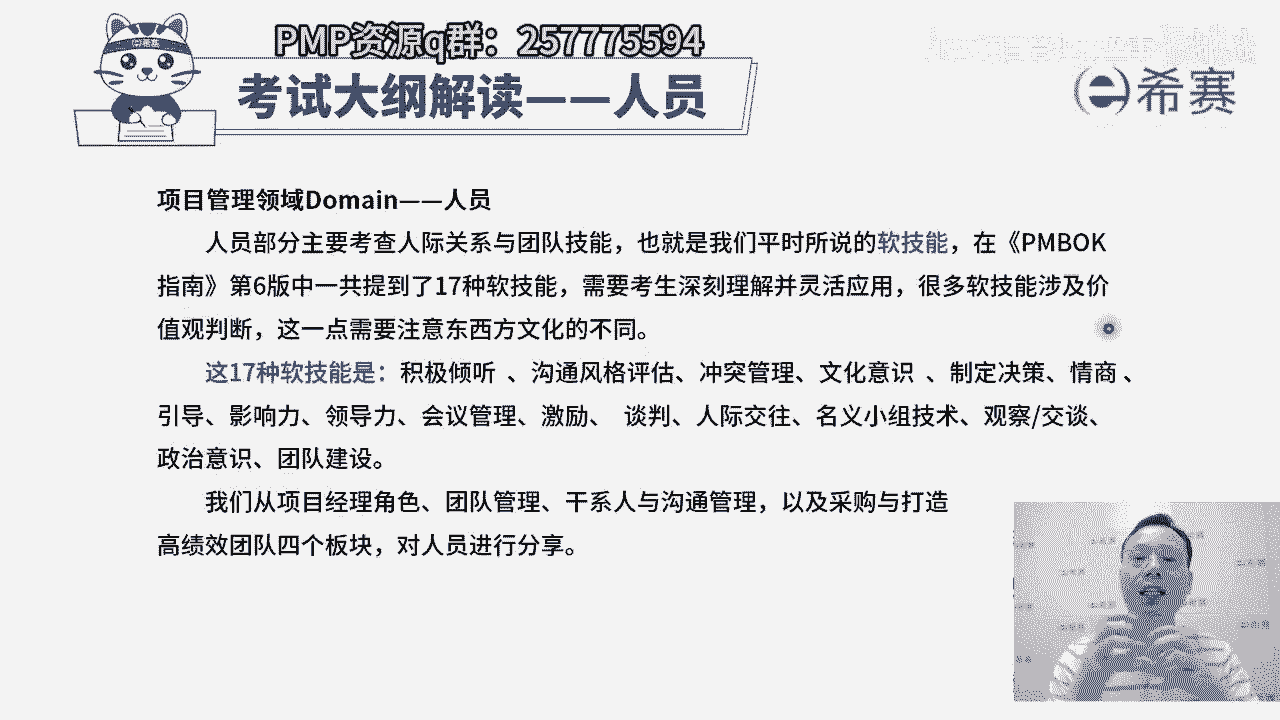 PMP资源q群：257775594
考试大纲解读——人员
希赛
希赛
项目管理领域Domain——人员
人员部分主要考查人际关系与团队技能，也就是我们平时所说的软技能，在《PMBOK
指南》第6版中一共提到了17种软技能，需要考生深刻理解并灵活应用，很多软技能涉及价
值观判断，这一点需要注意东西方文化的不同。
这17种软技能是：积极倾听 、沟通风格评估、冲突管理、文化意识 、制定决策、情商 、
引导、影响力、领导力、会议管理、激励、 谈判、人际交往、名义小组技术、观察/交谈、
政治意识、团队建设。
我们从项目经理角色、团队管理、干系人与沟通管理，以及采购与打造
高绩效团队四个板块，对人员进行分享。